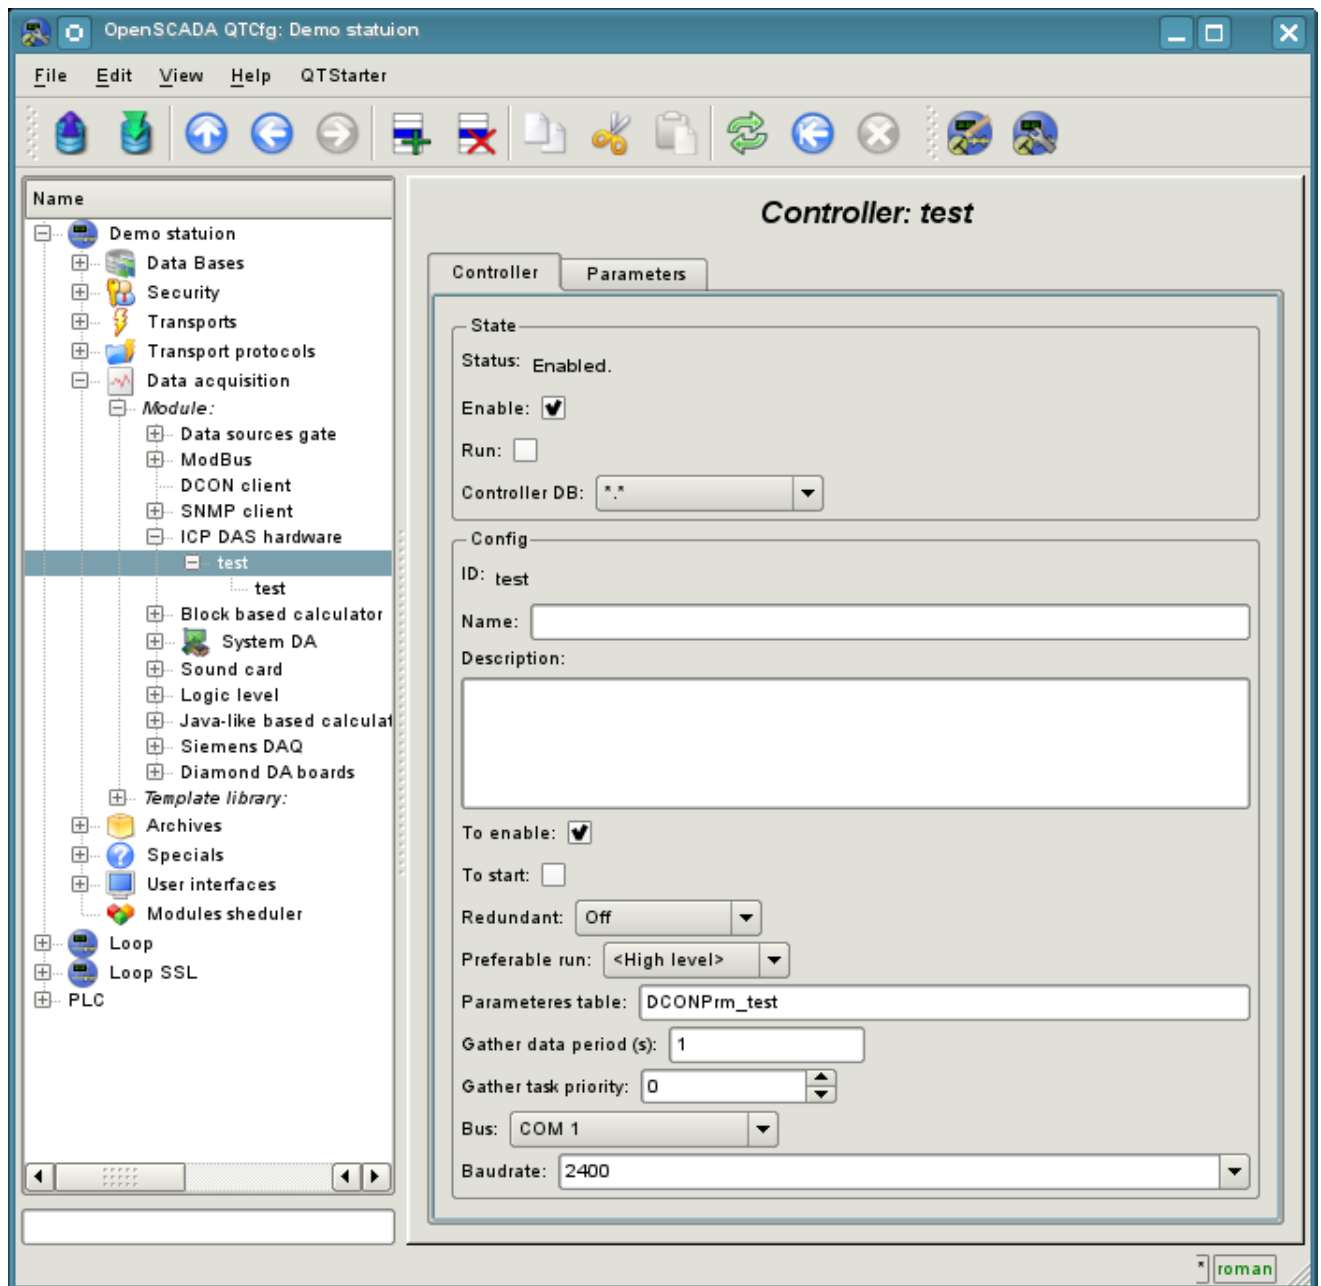 OpenSCADA QTCfg: Demo statuion
File Edit View Help QTStarter
Name
Demo statuion
Data Bases
Security
Transports
Transport protocols
Data acquisition
Module:
Data sources gate
ModBus
DCON client
SNMP client
ICP DAS hardware
test
test
Block based calculator
System DA
Sound card
Logic level
Java-like based calculat
Siemens DAQ
Diamond DA boards
Template library:
Archives
Specials
User interfaces
Modules sheduler
Loop
Loop SSL
PLC
Controller: test
Controller Parameters
State
Status: Enabled.
Enable:
Run:
Controller DB: *.*
Config
ID: test
Name:
Description:
To enable:
To start:
Redundant: Off
Preferable run: <High level>
Parameteres table: DCONPrm_test
Gather data period (s): 1
Gather task priority: 0
Bus: COM 1
Baudrate: 2400
* roman